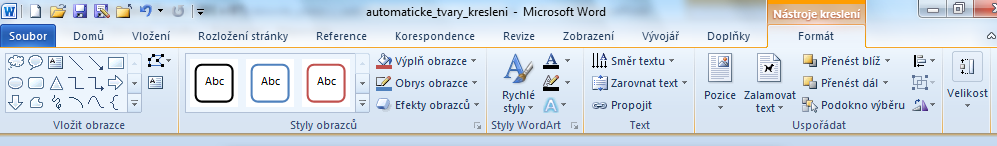 automaticke_tvary_kresleni - Microsoft Word
Nástroje kreslení
Soubor Domů Vložení Rozložení stránky Reference Korespondence Revize Zobrazení Vývojář Doplňky Formát
Abc Abc Abc
Výplň obrazce
Obrys obrazce
Efekty obrazců
Rychlé styly
Směr textu
Zarovnat text
Propojit
Pozice
Zalamovat text
Přenést blíž
Přenést dál
Podokno výběru
Velikost
Vložit obrazce Styly obrazců Styly WordArt Text Uspořádat